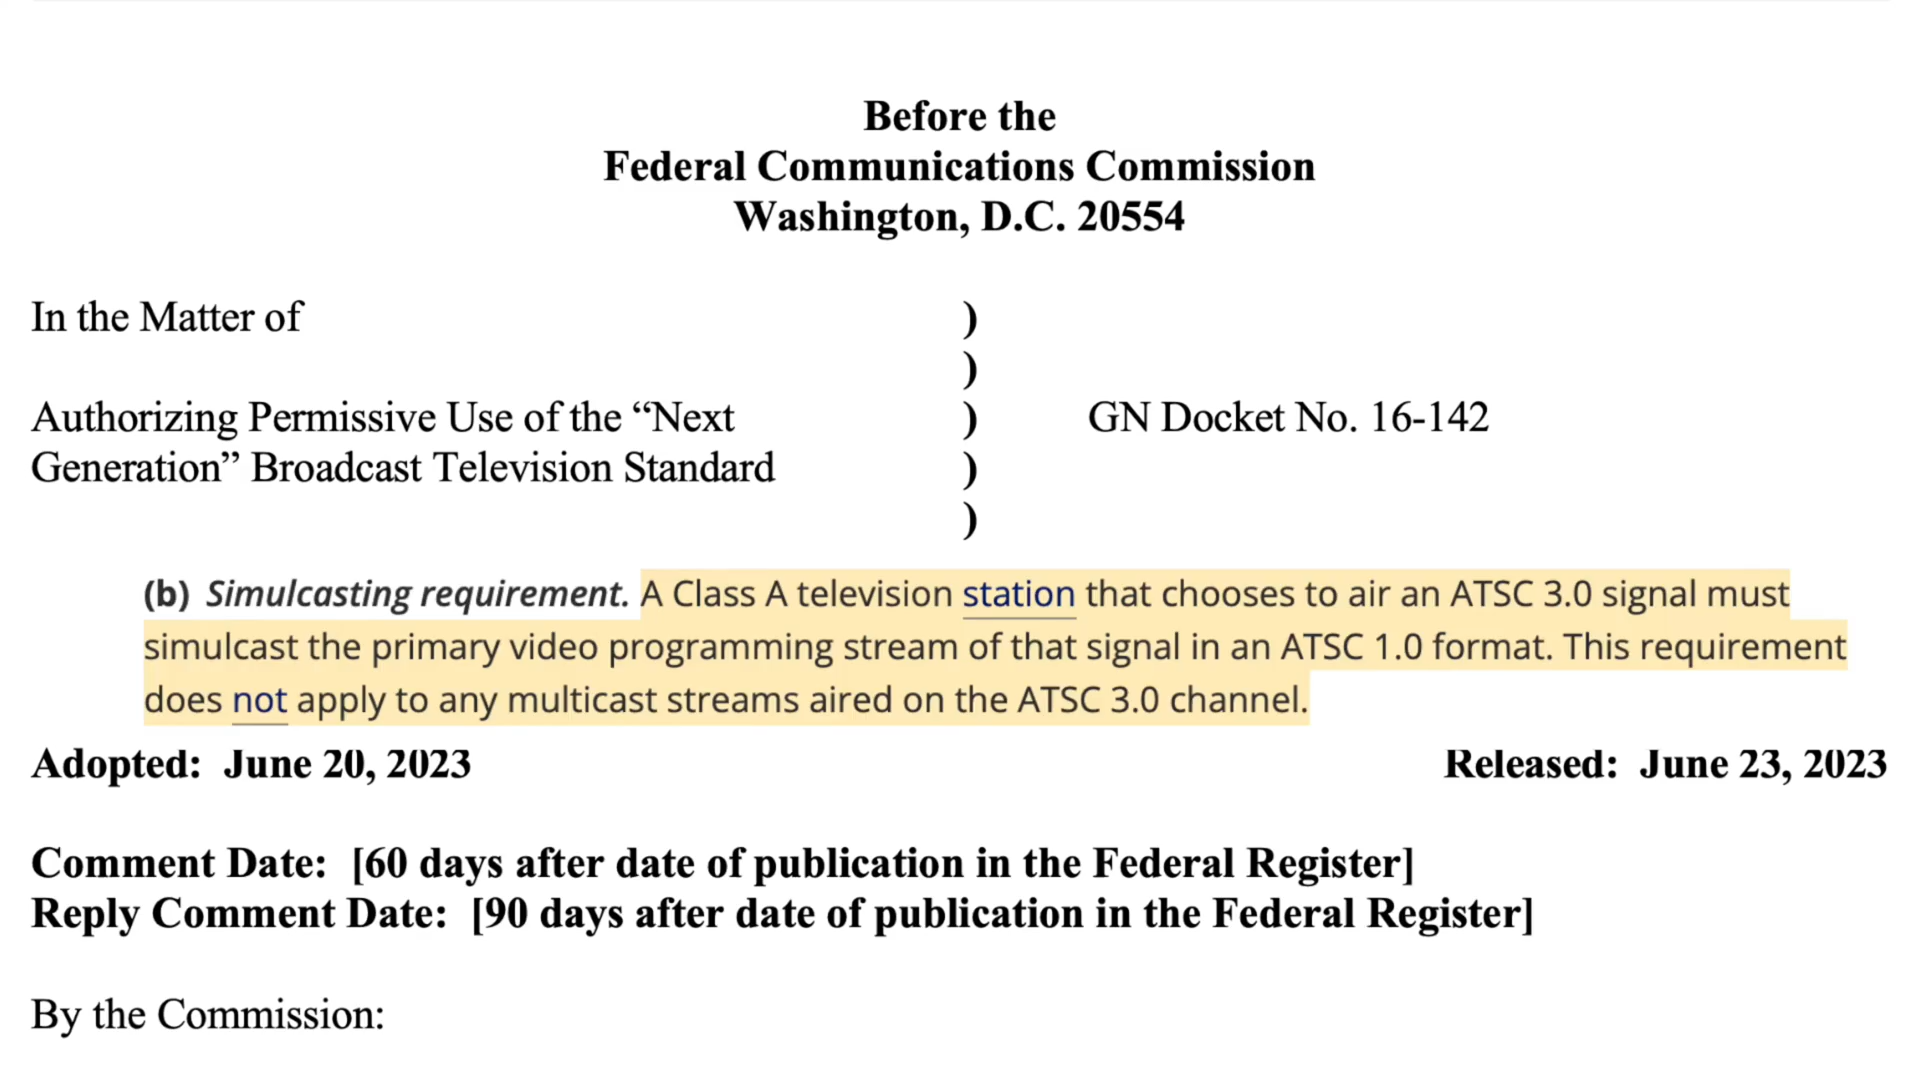 Before the
Federal Communications Commission
Washington, D.C. 20554
In the Matter of )
)
Authorizing Permissive Use of the “Next ) GN Docket No. 16-142
Generation” Broadcast Television Standard )
)
(b) Simulcasting requirement. A Class A television station that chooses to air an ATSC 3.0 signal must
simulcast the primary video programming stream of that signal in an ATSC 1.0 format. This requirement
does not apply to any multicast streams aired on the ATSC 3.0 channel.
Adopted: June 20, 2023 Released: June 23, 2023
Comment Date: [60 days after date of publication in the Federal Register]
Reply Comment Date: [90 days after date of publication in the Federal Register]
By the Commission: